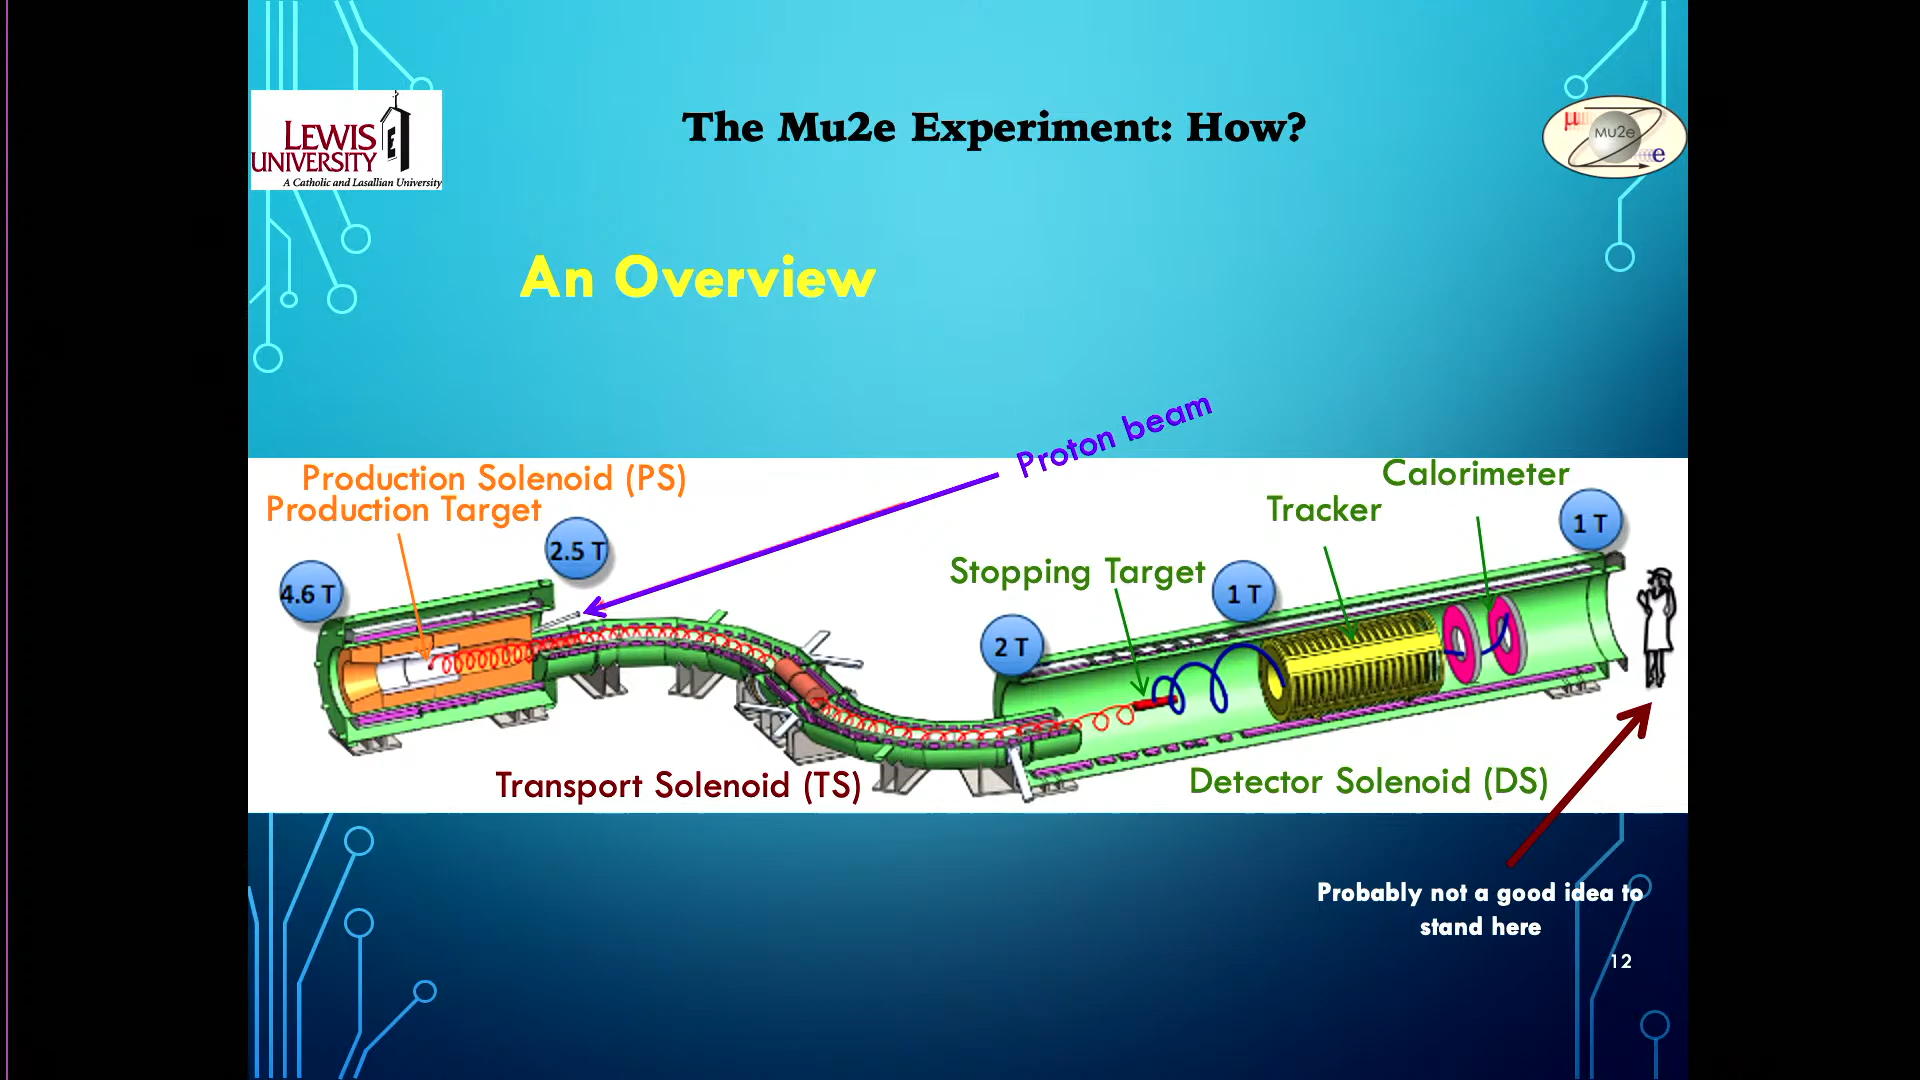 LEWIS
UNIVERSITY
A Catholic and Lasallian University
The Mu2e Experiment: How?
μ
MU2e
e
An Overview
Proton beam
Production Solenoid (PS)
Production Target
Calorimeter
Tracker
Stopping Target
4.6 T
2.5 T
2 T
1 T
1 T
Transport Solenoid (TS)
Detector Solenoid (DS)
Probably not a good idea to
stand here
12